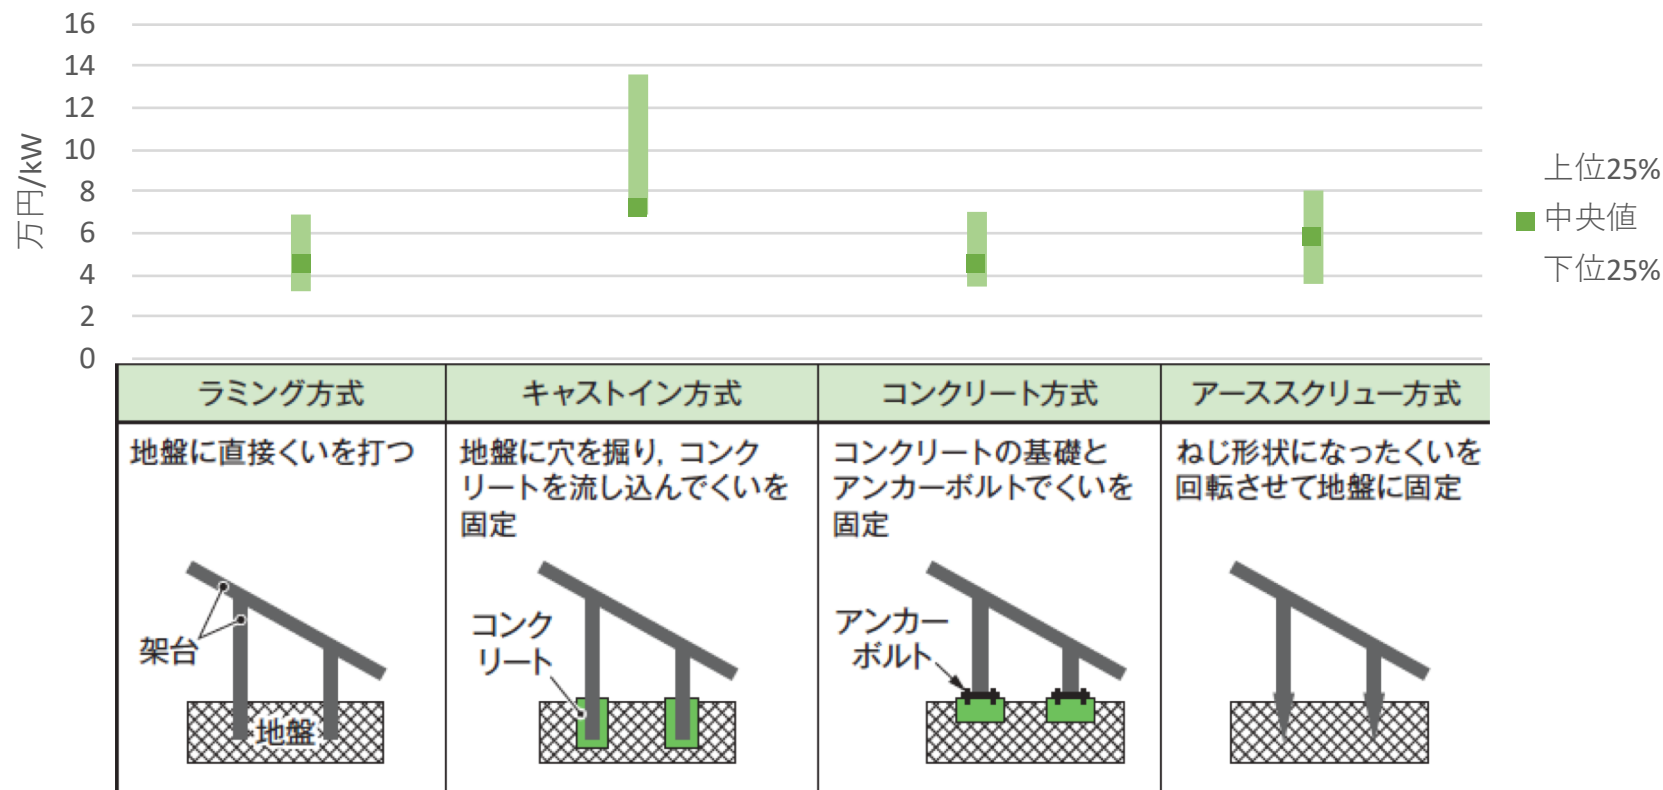 16
14
12
10
8
6
4
2
0
万円/kW
上位25%
中央値
下位25%
ラミング方式
キャストイン方式
コンクリート方式
アーススクリュー方式
地盤に直接くいを打つ
地盤に穴を掘り,コンク
リートを流し込んでくいを
固定
コンクリートの基礎と
アンカーボルトでくいを
固定
ねじ形状になったくいを
回転させて地盤に固定
架台
地盤
コンク
リート
アンカー
ボルト